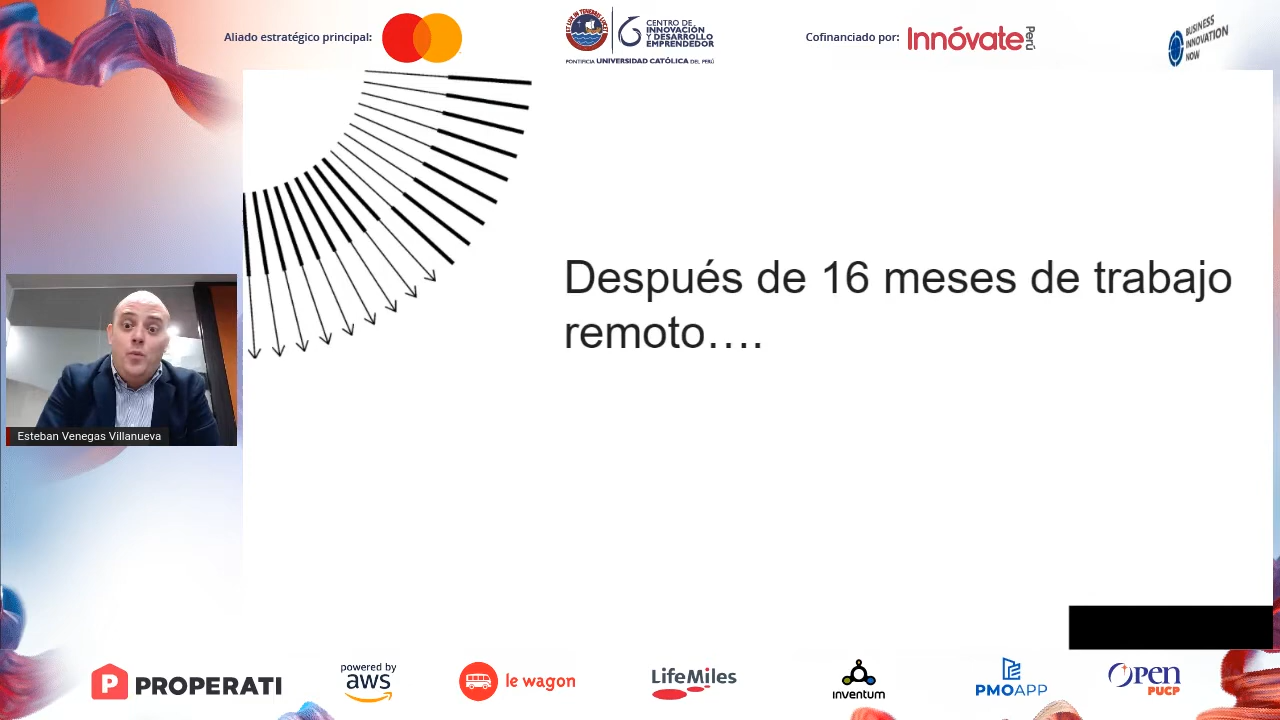 Aliado estratégico principal:
CENTRO DE
INNOVACIÓN
Y DESARROLLO
EMPRENDEDOR
PONTIFICIA UNIVERSIDAD CATÓLICA DEL PERÚ
Cofinanciado por:
Innóvate Perú
BUSINESS
INNOVATION
NOW
Después de 16 meses de trabajo
remoto....
Esteban Venegas Villanueva
PROPERATI
powered by
aws
le wagon
LifeMiles
inventum
PMOAPP
OPEN
PUCP